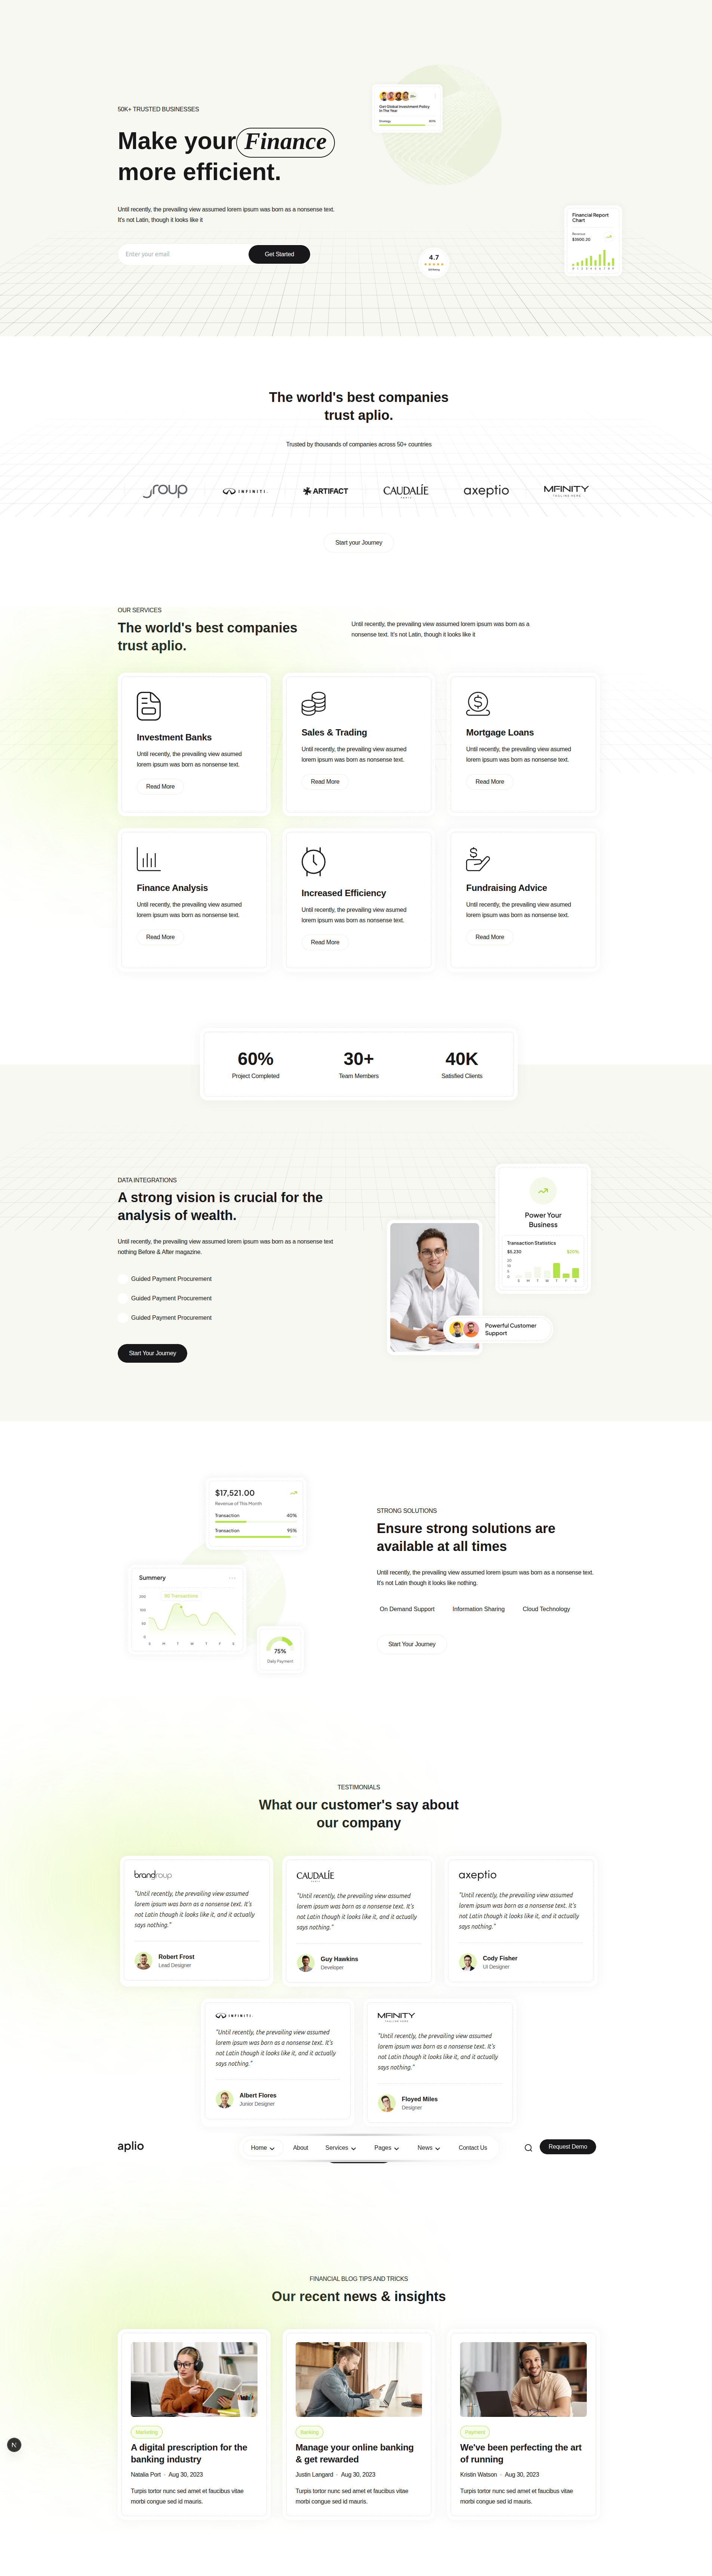 50K+ TRUSTED BUSINESSES
Make your Finance
more efficient.
Until recently, the prevailing view assumed lorem ipsum was born as a nonsense text.
It's not Latin, though it looks like it
Enter your email
Get Started
Get Global Investment Policy
In The Year
Strategy
4.7
Financial Report
Chart
Revenue
$3600.20
The world's best companies
trust aplio.
Trusted by thousands of companies across 50+ countries
roup
INFINITI.
ARTIFACT
CAUDALÍE
PARIS
axeptio
MFINITY
TAGLINE HERE
Start your Journey
OUR SERVICES
The world's best companies
trust aplio.
Until recently, the prevailing view assumed lorem ipsum was born as a
nonsense text. It's not Latin, though it looks like it
Investment Banks
Until recently, the prevailing view asumed
lorem ipsum was born as nonsense text.
Read More
Sales & Trading
Until recently, the prevailing view asumed
lorem ipsum was born as nonsense text.
Read More
Mortgage Loans
Until recently, the prevailing view asumed
lorem ipsum was born as nonsense text.
Read More
Finance Analysis
Until recently, the prevailing view asumed
lorem ipsum was born as nonsense text.
Read More
Increased Efficiency
Until recently, the prevailing view asumed
lorem ipsum was born as nonsense text.
Read More
Fundraising Advice
Until recently, the prevailing view asumed
lorem ipsum was born as nonsense text.
Read More
60%
Project Completed
30+
Team Members
40K
Satisfied Clients
DATA INTEGRATIONS
A strong vision is crucial for the
analysis of wealth.
Until recently, the prevailing view assumed lorem ipsum was born as a nonsense text
nothing Before & After magazine.
Guided Payment Procurement
Guided Payment Procurement
Guided Payment Procurement
Start Your Journey
Power Your
Business
Transaction Statistics
$5.230
S M T W T F S
Powerful Customer
Support
$17,521.00
Revenue of This Month
Transaction 40%
Transaction 95%
Summery
80 Transactions
S M T W T F S
75%
Daily Payment
STRONG SOLUTIONS
Ensure strong solutions are
available at all times
Until recently, the prevailing view assumed lorem ipsum was born as a nonsense text.
It's not Latin though it looks like nothing.
On Demand Support
Information Sharing
Cloud Technology
Start Your Journey
TESTIMONIALS
What our customer's say about
our company
brandroup
"Until recently, the prevailing view assumed
lorem ipsum was born as a nonsense text. It's
not Latin though it looks like it, and it actually
says nothing."
Robert Frost
Lead Designer
CAUDALÍE
PARIS
"Until recently, the prevailing view assumed
lorem ipsum was born as a nonsense text. It's
not Latin though it looks like it, and it actually
says nothing."
Guy Hawkins
Developer
axeptio
"Until recently, the prevailing view assumed
lorem ipsum was born as a nonsense text. It's
not Latin though it looks like it, and it actually
says nothing."
Cody Fisher
UI Designer
INFINITI.
"Until recently, the prevailing view assumed
lorem ipsum was born as a nonsense text. It's
not Latin though it looks like it, and it actually
says nothing."
Albert Flores
Junior Designer
MFINITY
TAGLINE HERE
"Until recently, the prevailing view assumed
lorem ipsum was born as a nonsense text. It's
not Latin though it looks like it, and it actually
says nothing."
Floyed Miles
Designer
aplio
Home
About
Services
Pages
News
Contact Us
Request Demo
FINANCIAL BLOG TIPS AND TRICKS
Our recent news & insights
Marketing
A digital prescription for the
banking industry
Natalia Port Aug 30, 2023
Turpis tortor nunc sed amet et faucibus vitae
morbi congue sed id mauris.
Banking
Manage your online banking
& get rewarded
Justin Langard Aug 30, 2023
Turpis tortor nunc sed amet et faucibus vitae
morbi congue sed id mauris.
Payment
We've been perfecting the art
of running
Kristin Watson Aug 30, 2023
Turpis tortor nunc sed amet et faucibus vitae
morbi congue sed id mauris.
N